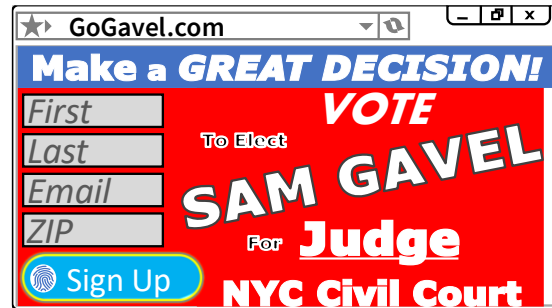 GoGavel.com
Make a GREAT DECISION!
First
Last
Email
ZIP
Sign Up
VOTE
To Elect
SAM GAVEL
For Judge
NYC Civil Court